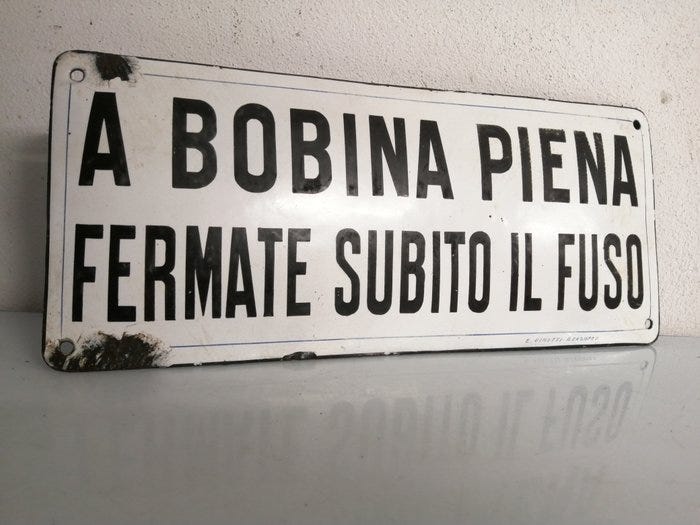 A BOBINA PIENA
FERMATE SUBITO IL FUSO